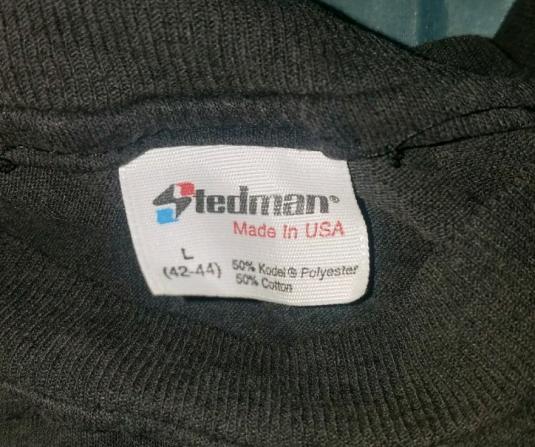 Stedman®
Made In USA
L
(42-44)
50% Kodel® Polyester
50% Cotton